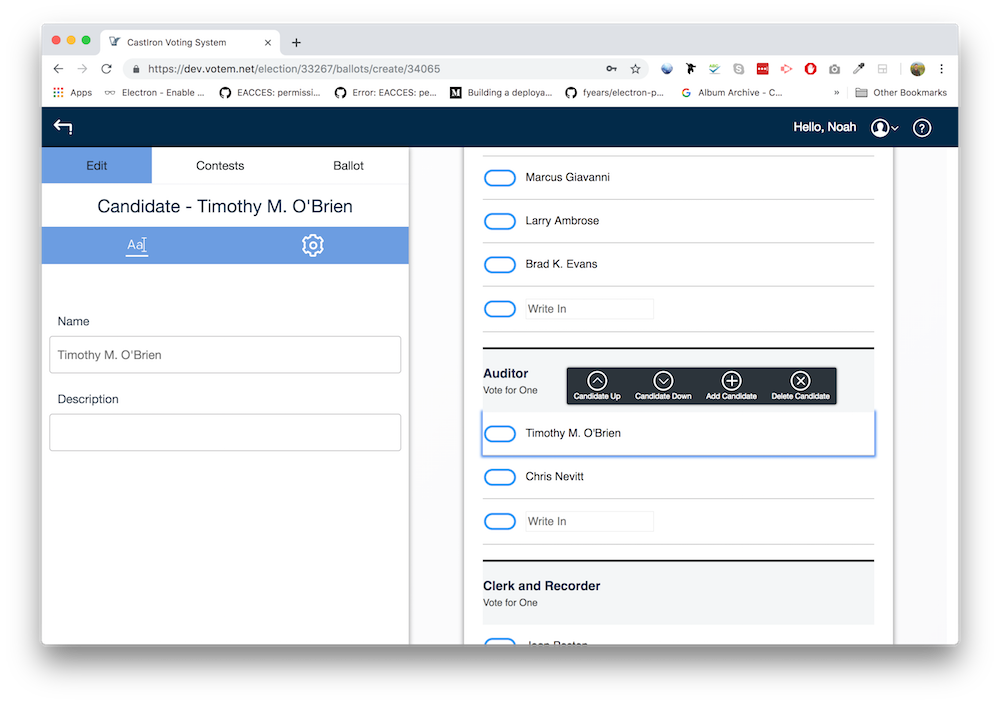 CastIron Voting System
https://dev.votem.net/election/33267/ballots/create/34065
Apps
Electron - Enable ...
EACCES: permissi...
Error: EACCES: pe...
Building a deploya...
fyears/electron-p...
Album Archive - C...
»
Other Bookmarks
Hello, Noah
Edit
Contests
Ballot
Candidate - Timothy M. O'Brien
Aa
Name
Timothy M. O'Brien
Description
Marcus Giavanni
Larry Ambrose
Brad K. Evans
Write In
Auditor
Vote for One
Candidate Up
Candidate Down
Add Candidate
Delete Candidate
Timothy M. O'Brien
Chris Nevitt
Write In
Clerk and Recorder
Vote for One